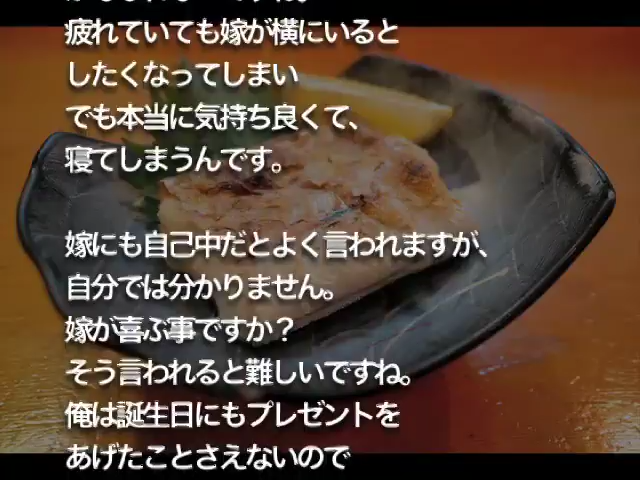 疲れていても嫁が横にいると
したくなってしまい
でも本当に気持ち良くて、
寝てしまうんです。
嫁にも自己中だとよく言われますが、
自分では分かりません。
嫁が喜ぶ事ですか？
そう言われると難しいですね。
俺は誕生日にもプレゼントを
あげたことさえないので